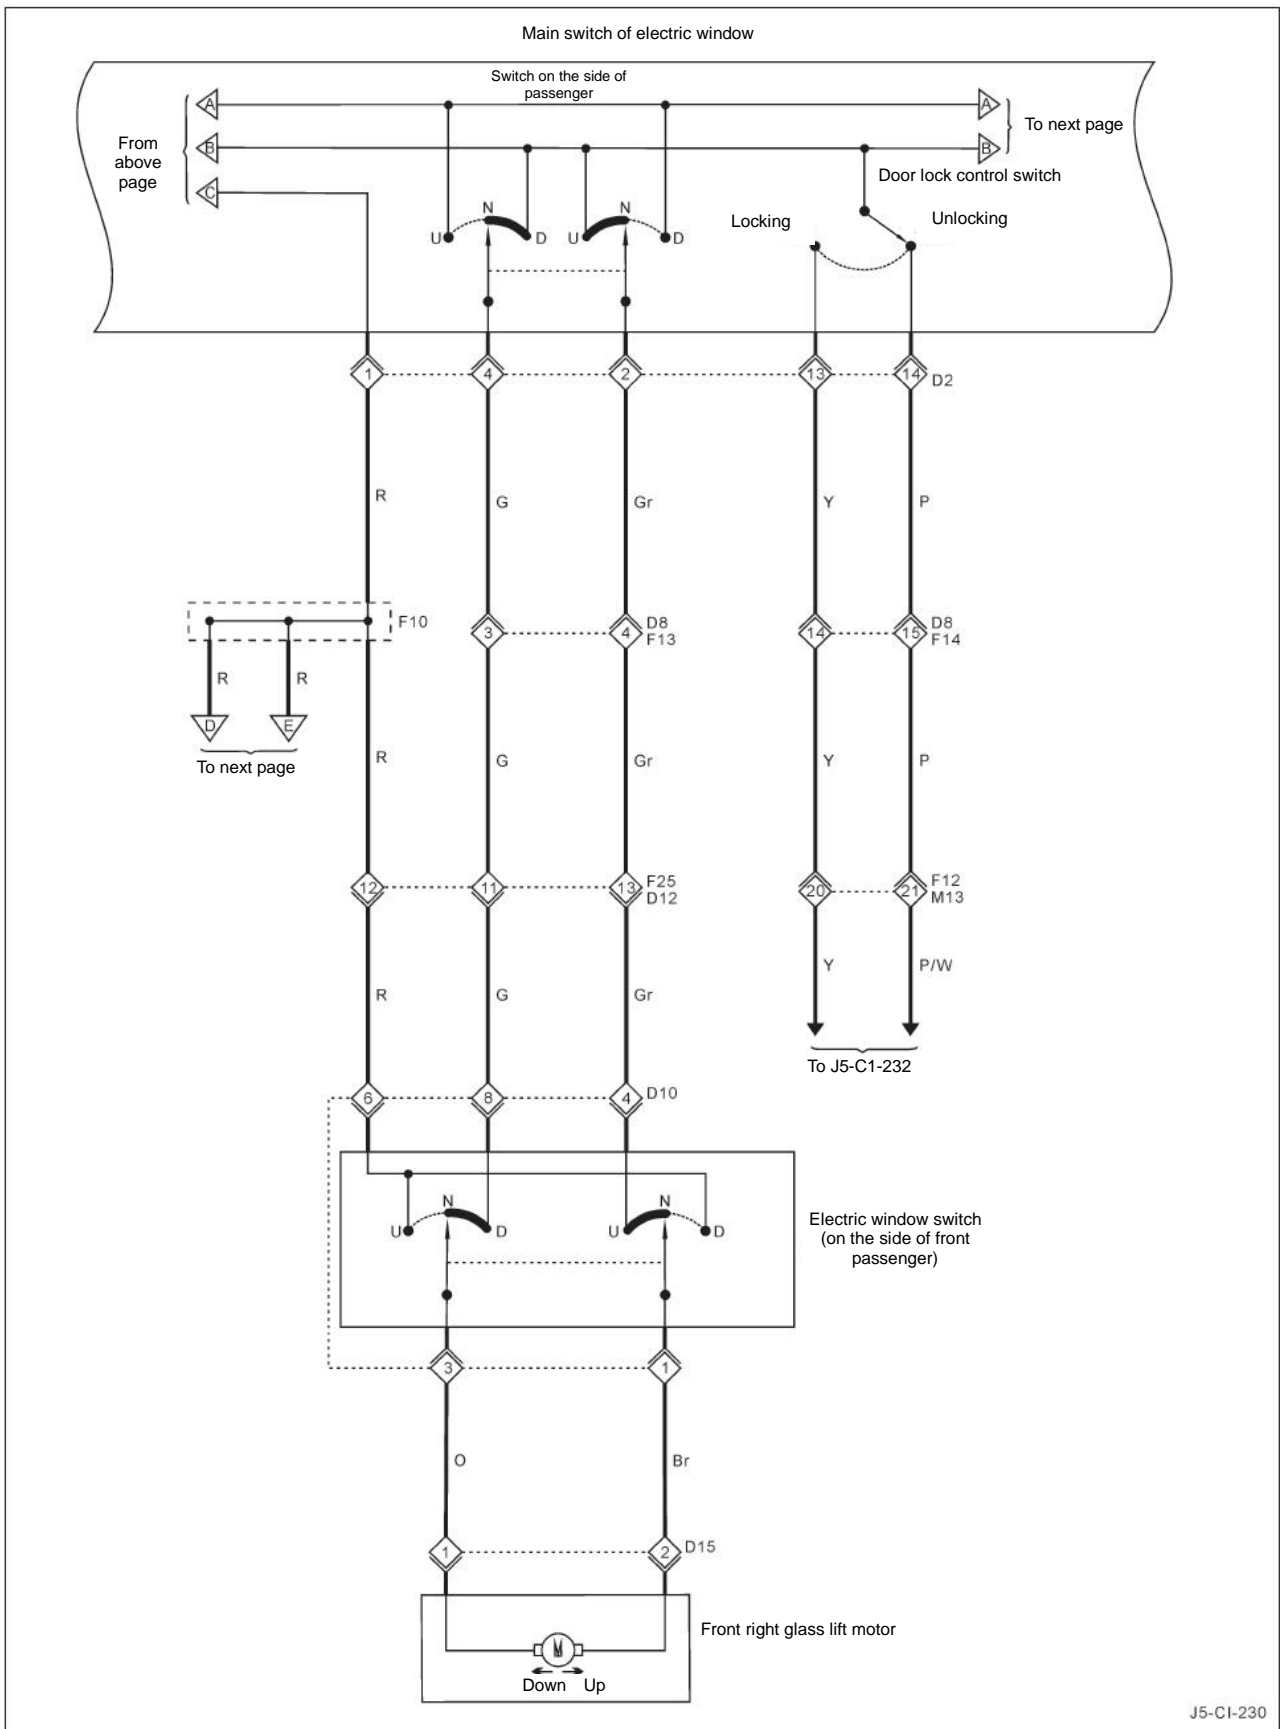 Main switch of electric window
Switch on the side of
passenger
A
A
From
above
page
To next page
B
B
C
Door lock control switch
Locking
Unlocking
N
N
U
D
U
D
1
4
2
13
14
D2
R
G
Gr
Y
P
F10
3
4
D8
F13
14
15
D8
F14
R
R
D
E
To next page
R
G
Gr
Y
P
12
11
13
F25
D12
20
21
F12
M13
R
G
Gr
Y
P/W
To J5-C1-232
6
8
4
D10
N
N
U
D
U
D
Electric window switch
(on the side of front
passenger)
3
1
O
Br
1
2
D15
Front right glass lift motor
M
Down
Up
J5-CI-230